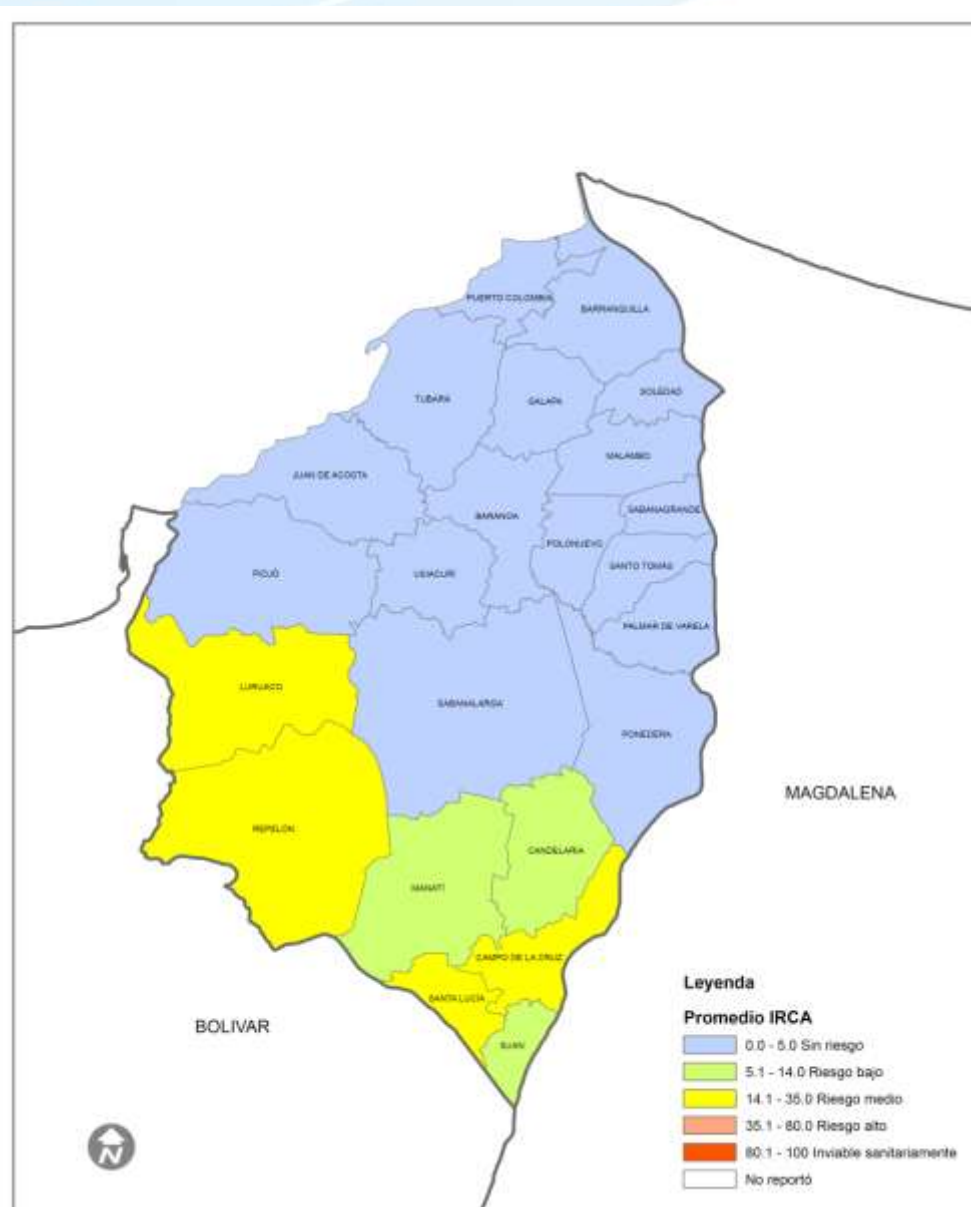 PUERTO COLOMBIA
BARRANQUILLA
TUBARA
GALAPA
SOLEDAD
MALAMBO
JUAN DE ACOSTA
BARANOA
SABANAGRANDE
POLONUEVO
SANTO TOMÁS
PIOJÓ
USIACURI
PALMAR DE VARELA
LURUACO
SABANALARGA
PONEDERA
MAGDALENA
REPELON
CANDELARIA
MANATÍ
CAMPO DE LA CRUZ
SANTA LUCÍA
BOLIVAR
SUAN
Leyenda
Promedio IRCA
0.0 - 5.0 Sin riesgo
5.1 - 14.0 Riesgo bajo
14.1 - 35.0 Riesgo medio
35.1 - 80.0 Riesgo alto
80.1 - 100 Inviable sanitariamente
No reportó
N